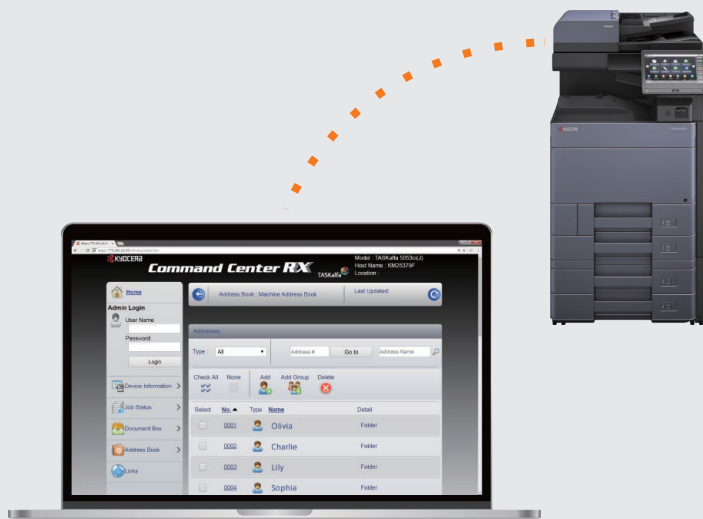 KYOCERA
Command Center RX
TASKalfa
Model : TASKalfa 5053ci(J)
Host Name : KM25379F
Location :
Home
Admin Login
User Name
Password
Login
Device Information
Job Status
Document Box
Address Book
Links
Address Book : Machine Address Book
Last Updated:
Addresses
Type : All Address # Go to Address Name
Check All None Add Add Group Delete
Select No. Type Name Detail
0001 Olivia Folder
0002 Charlie Folder
0003 Lily Folder
0004 Sophia Folder
KYOCERA